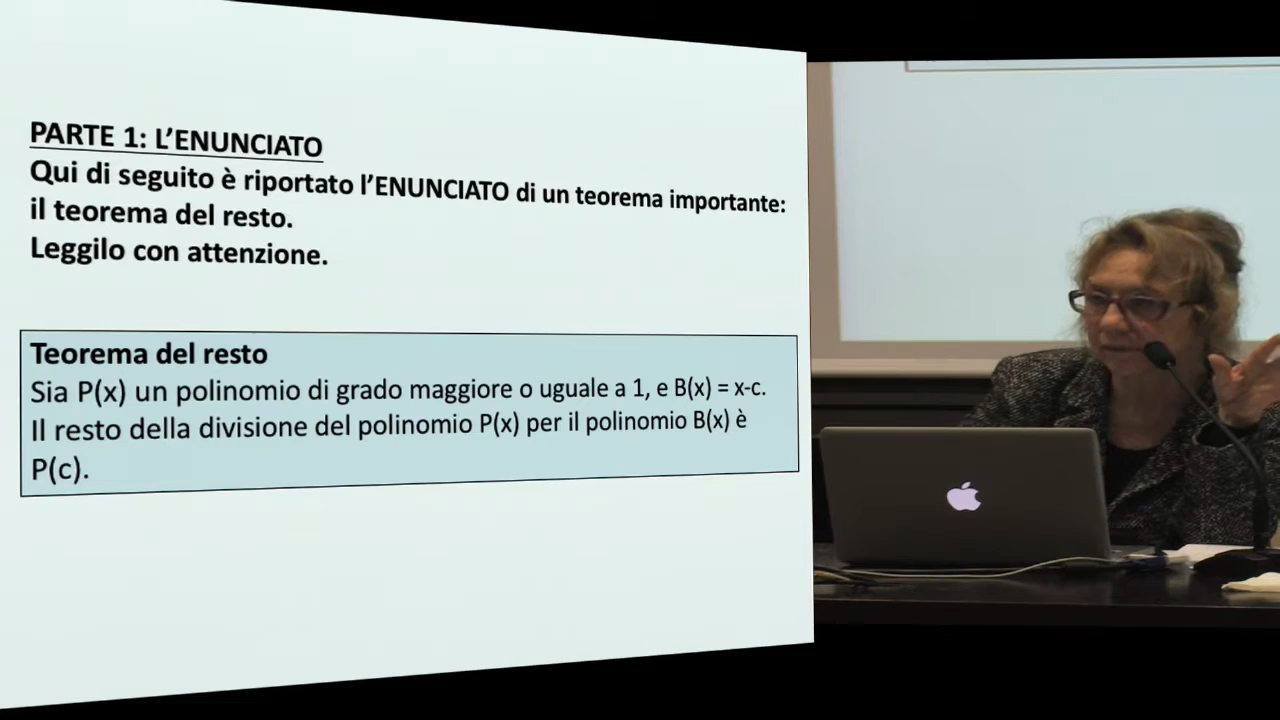 PARTE 1: L’ENUNCIATO
Qui di seguito è riportato l’ENUNCIATO di un teorema importante:
il teorema del resto.
Leggilo con attenzione.
Teorema del resto
Sia P(x) un polinomio di grado maggiore o uguale a 1, e B(x) = x-c.
Il resto della divisione del polinomio P(x) per il polinomio B(x) è
P(c).